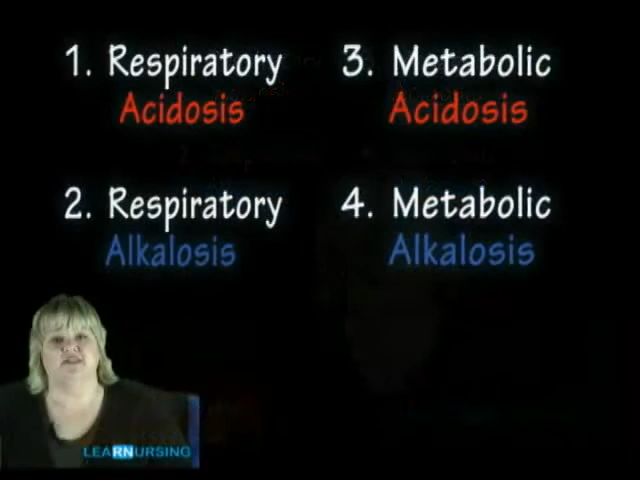 1. Respiratory
Acidosis
2. Respiratory
Alkalosis
3. Metabolic
Acidosis
4. Metabolic
Alkalosis
LEARNURSING